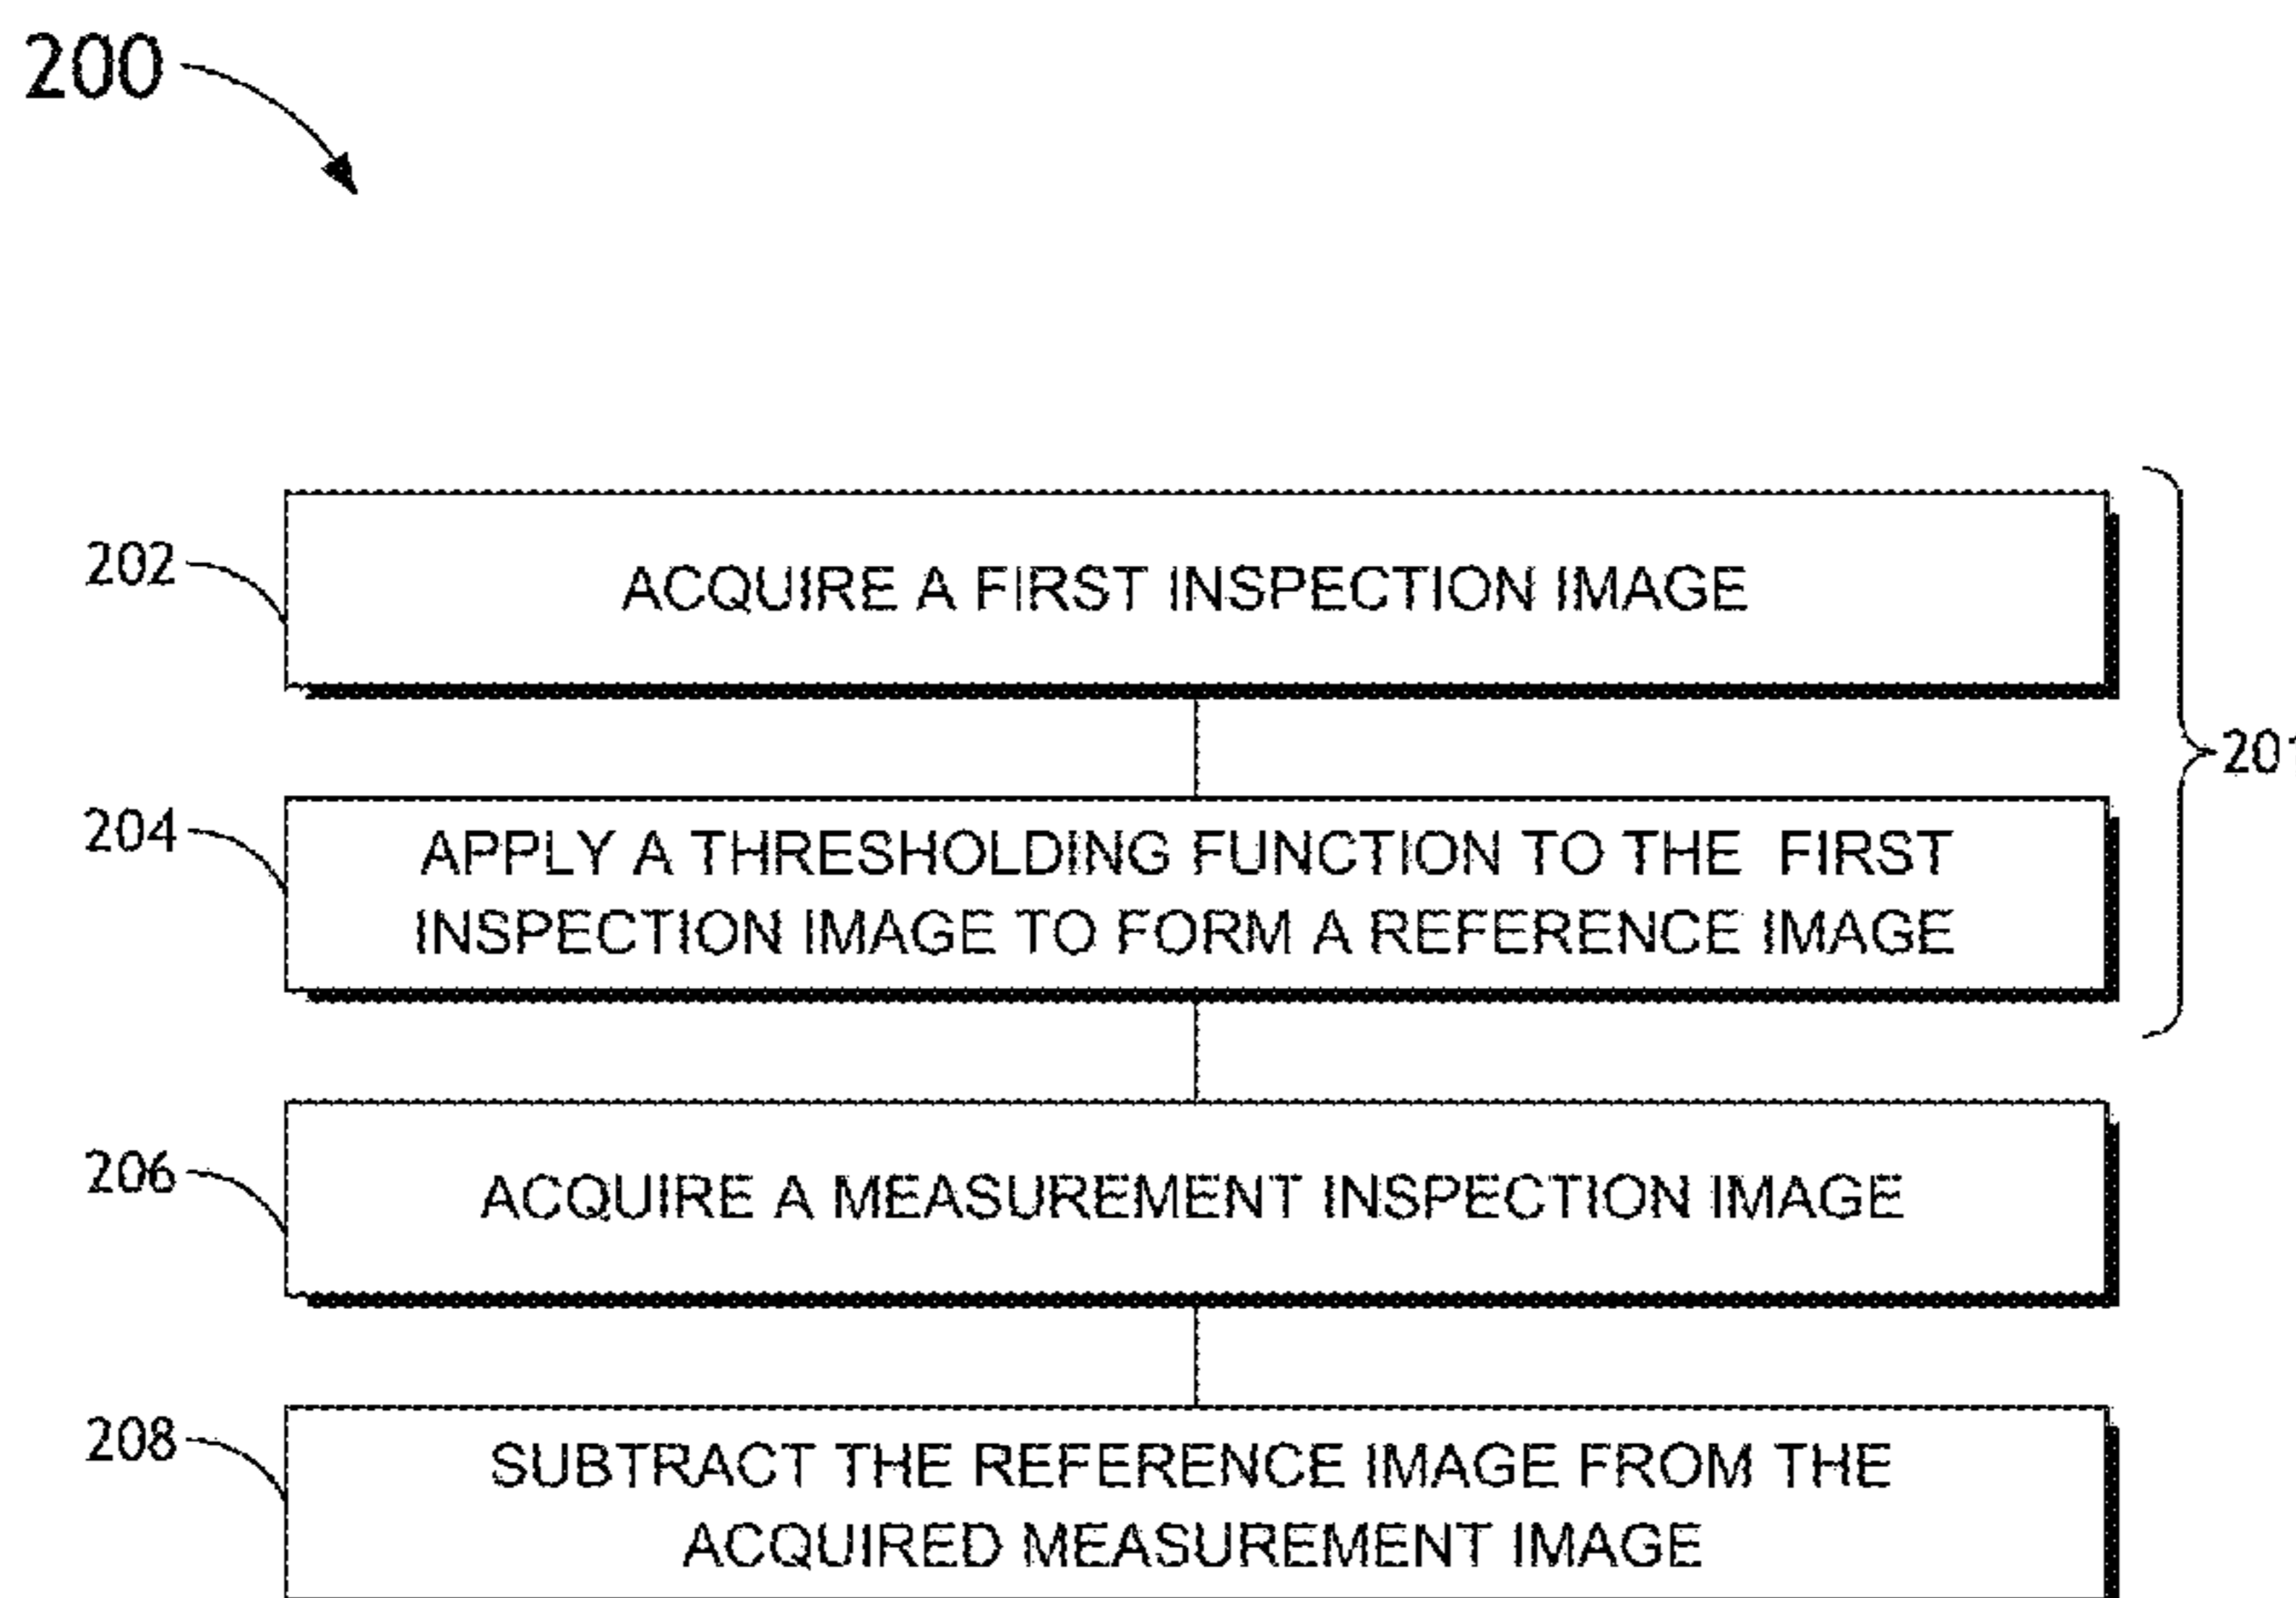 200
202
ACQUIRE A FIRST INSPECTION IMAGE
201
204
APPLY A THRESHOLDING FUNCTION TO THE FIRST
INSPECTION IMAGE TO FORM A REFERENCE IMAGE
206
ACQUIRE A MEASUREMENT INSPECTION IMAGE
208
SUBTRACT THE REFERENCE IMAGE FROM THE
ACQUIRED MEASUREMENT IMAGE